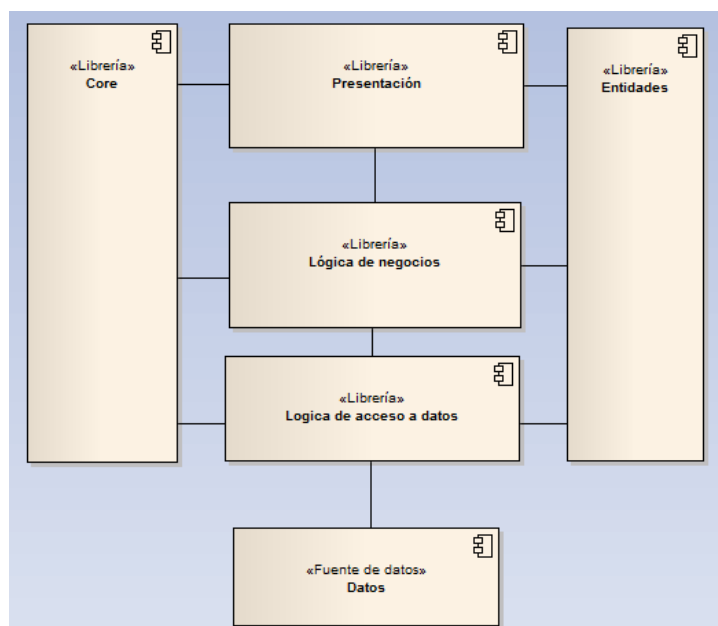 «Librería»
Core
«Librería»
Presentación
«Librería»
Entidades
«Librería»
Lógica de negocios
«Librería»
Logica de acceso a datos
«Fuente de datos»
Datos